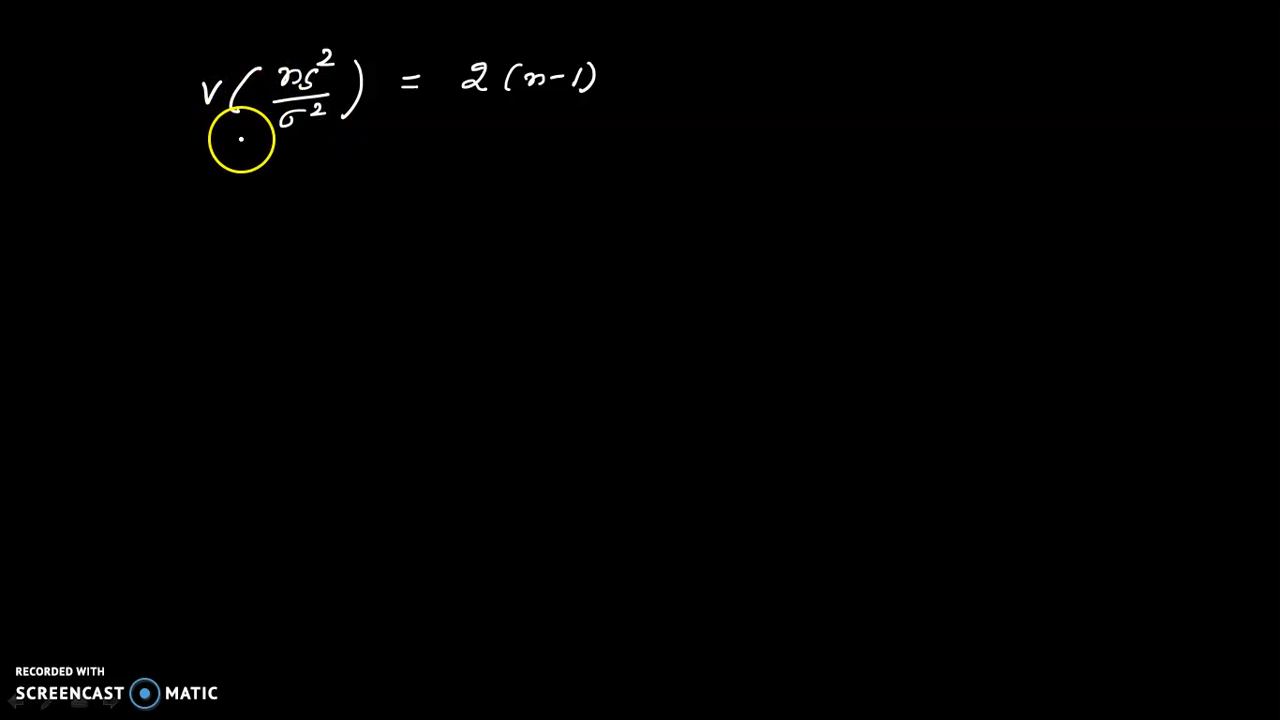 V(ns²/σ²) = 2(n-1)
RECORDED WITH
SCREENCAST MATIC